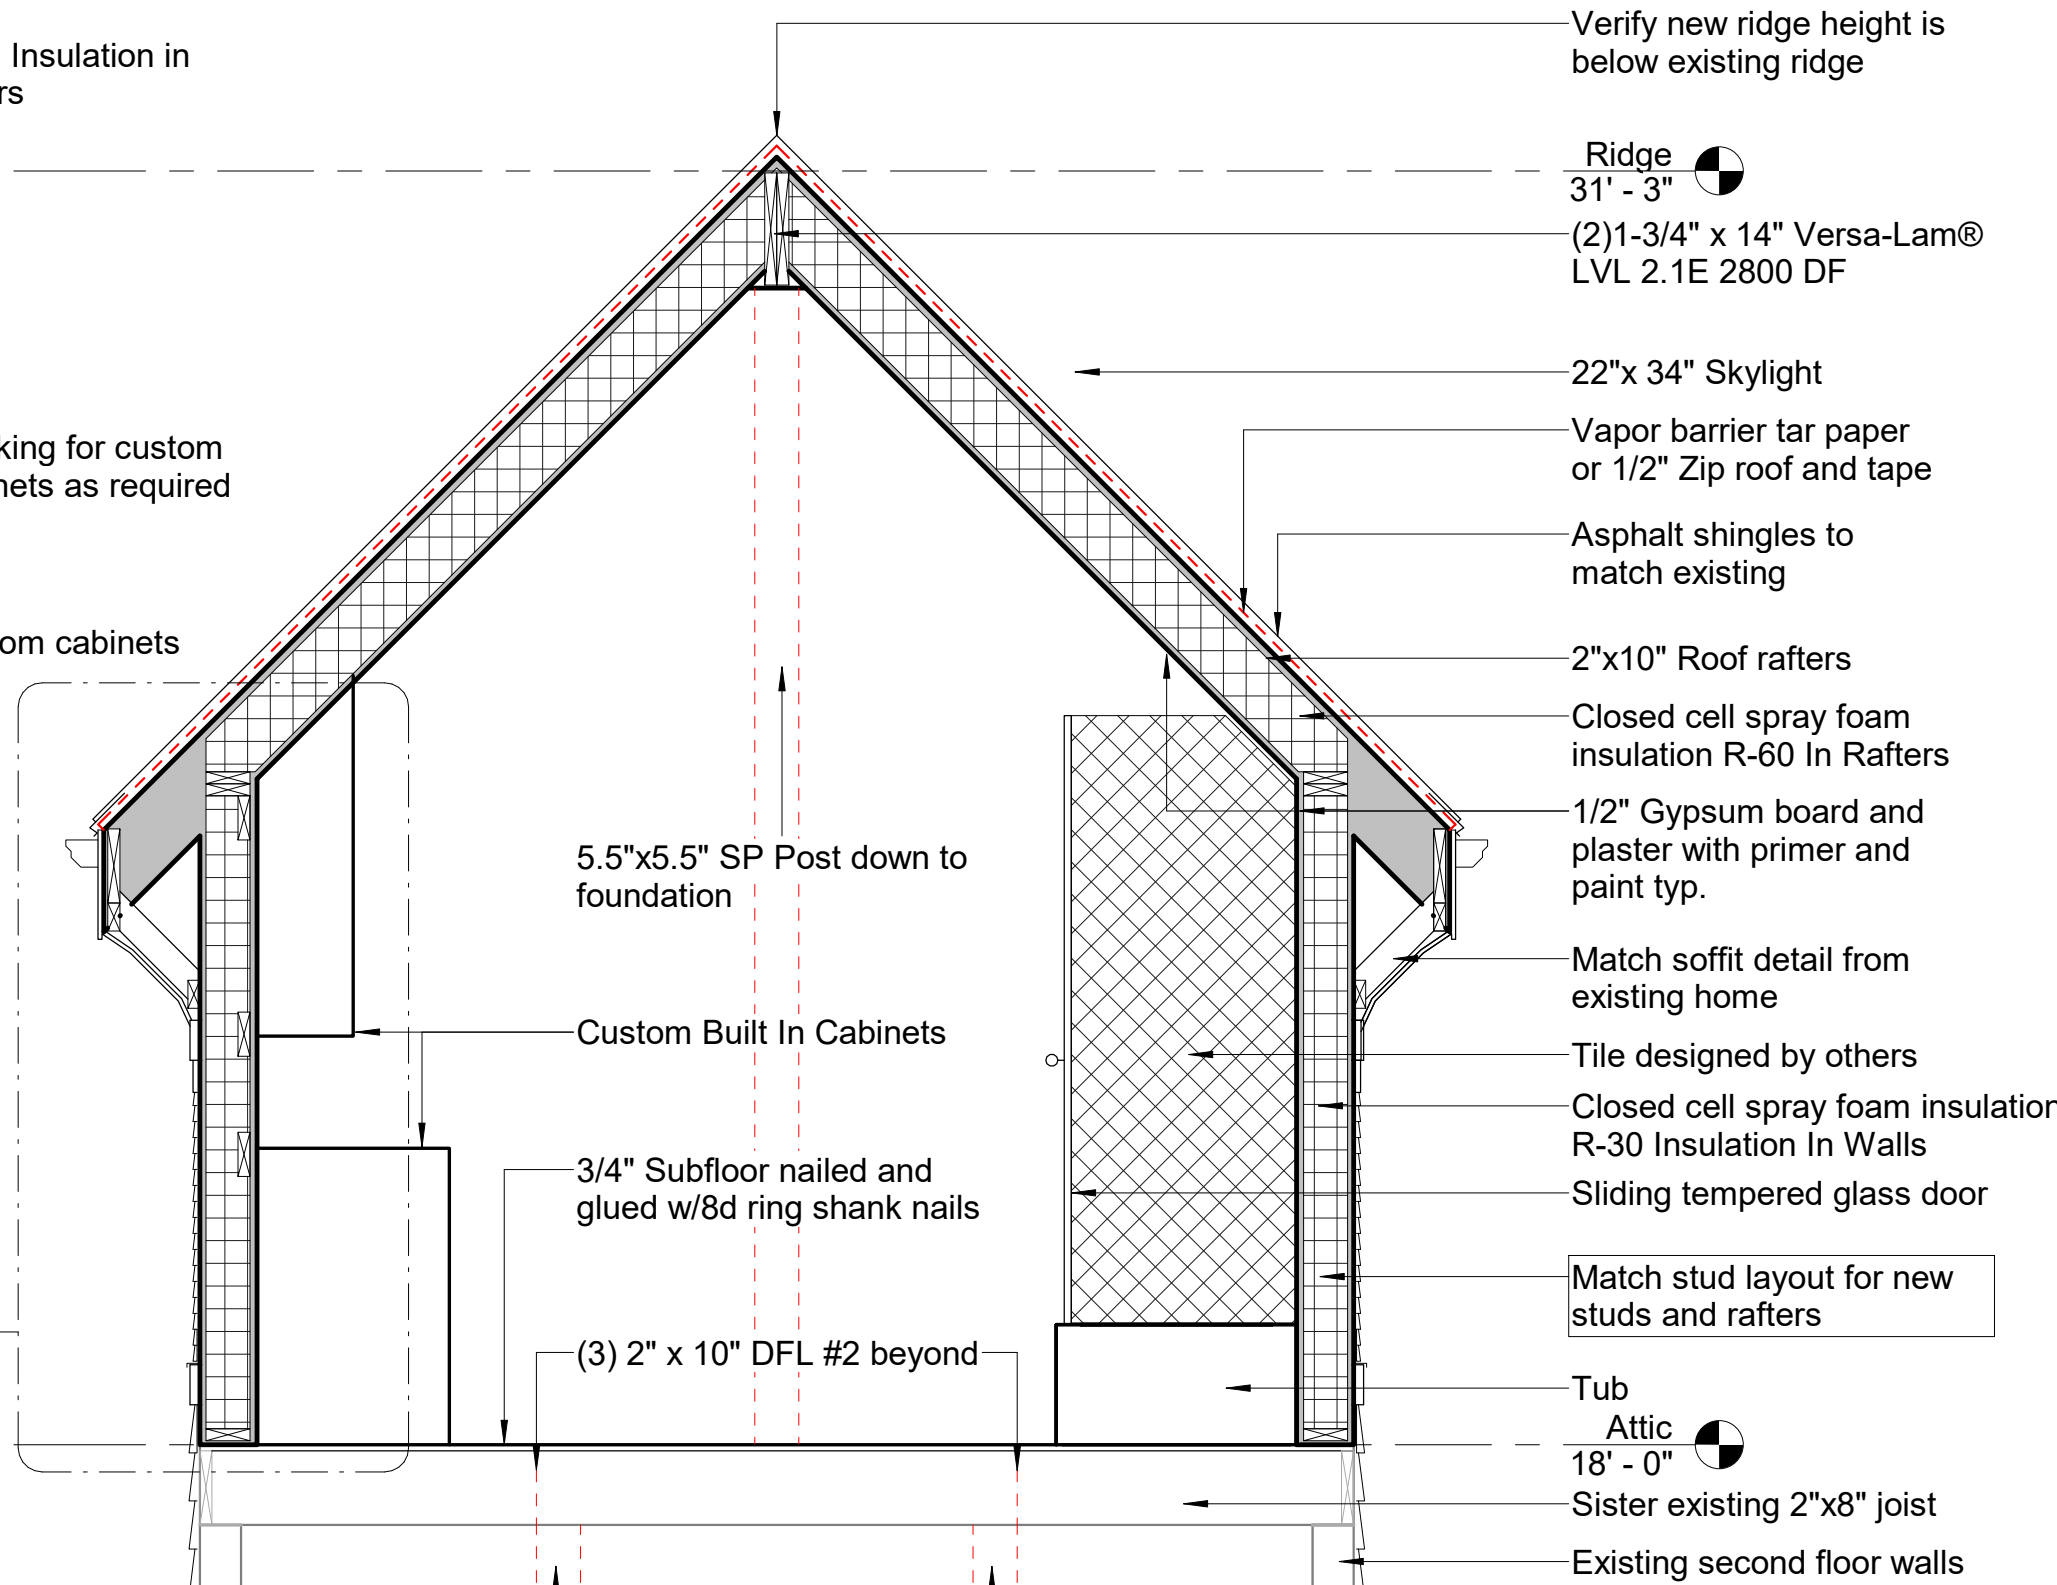 Insulation in
rs
king for custom
nets as required
om cabinets
5.5"x5.5" SP Post down to
foundation
Custom Built In Cabinets
3/4" Subfloor nailed and
glued w/8d ring shank nails
(3) 2" x 10" DFL #2 beyond
Verify new ridge height is
below existing ridge
Ridge
31' - 3"
(2)1-3/4" x 14" Versa-Lam®
LVL 2.1E 2800 DF
22"x 34" Skylight
Vapor barrier tar paper
or 1/2" Zip roof and tape
Asphalt shingles to
match existing
2"x10" Roof rafters
Closed cell spray foam
insulation R-60 In Rafters
1/2" Gypsum board and
plaster with primer and
paint typ.
Match soffit detail from
existing home
Tile designed by others
Closed cell spray foam insulation
R-30 Insulation In Walls
Sliding tempered glass door
Match stud layout for new
studs and rafters
Tub
Attic
18' - 0"
Sister existing 2"x8" joist
Existing second floor walls